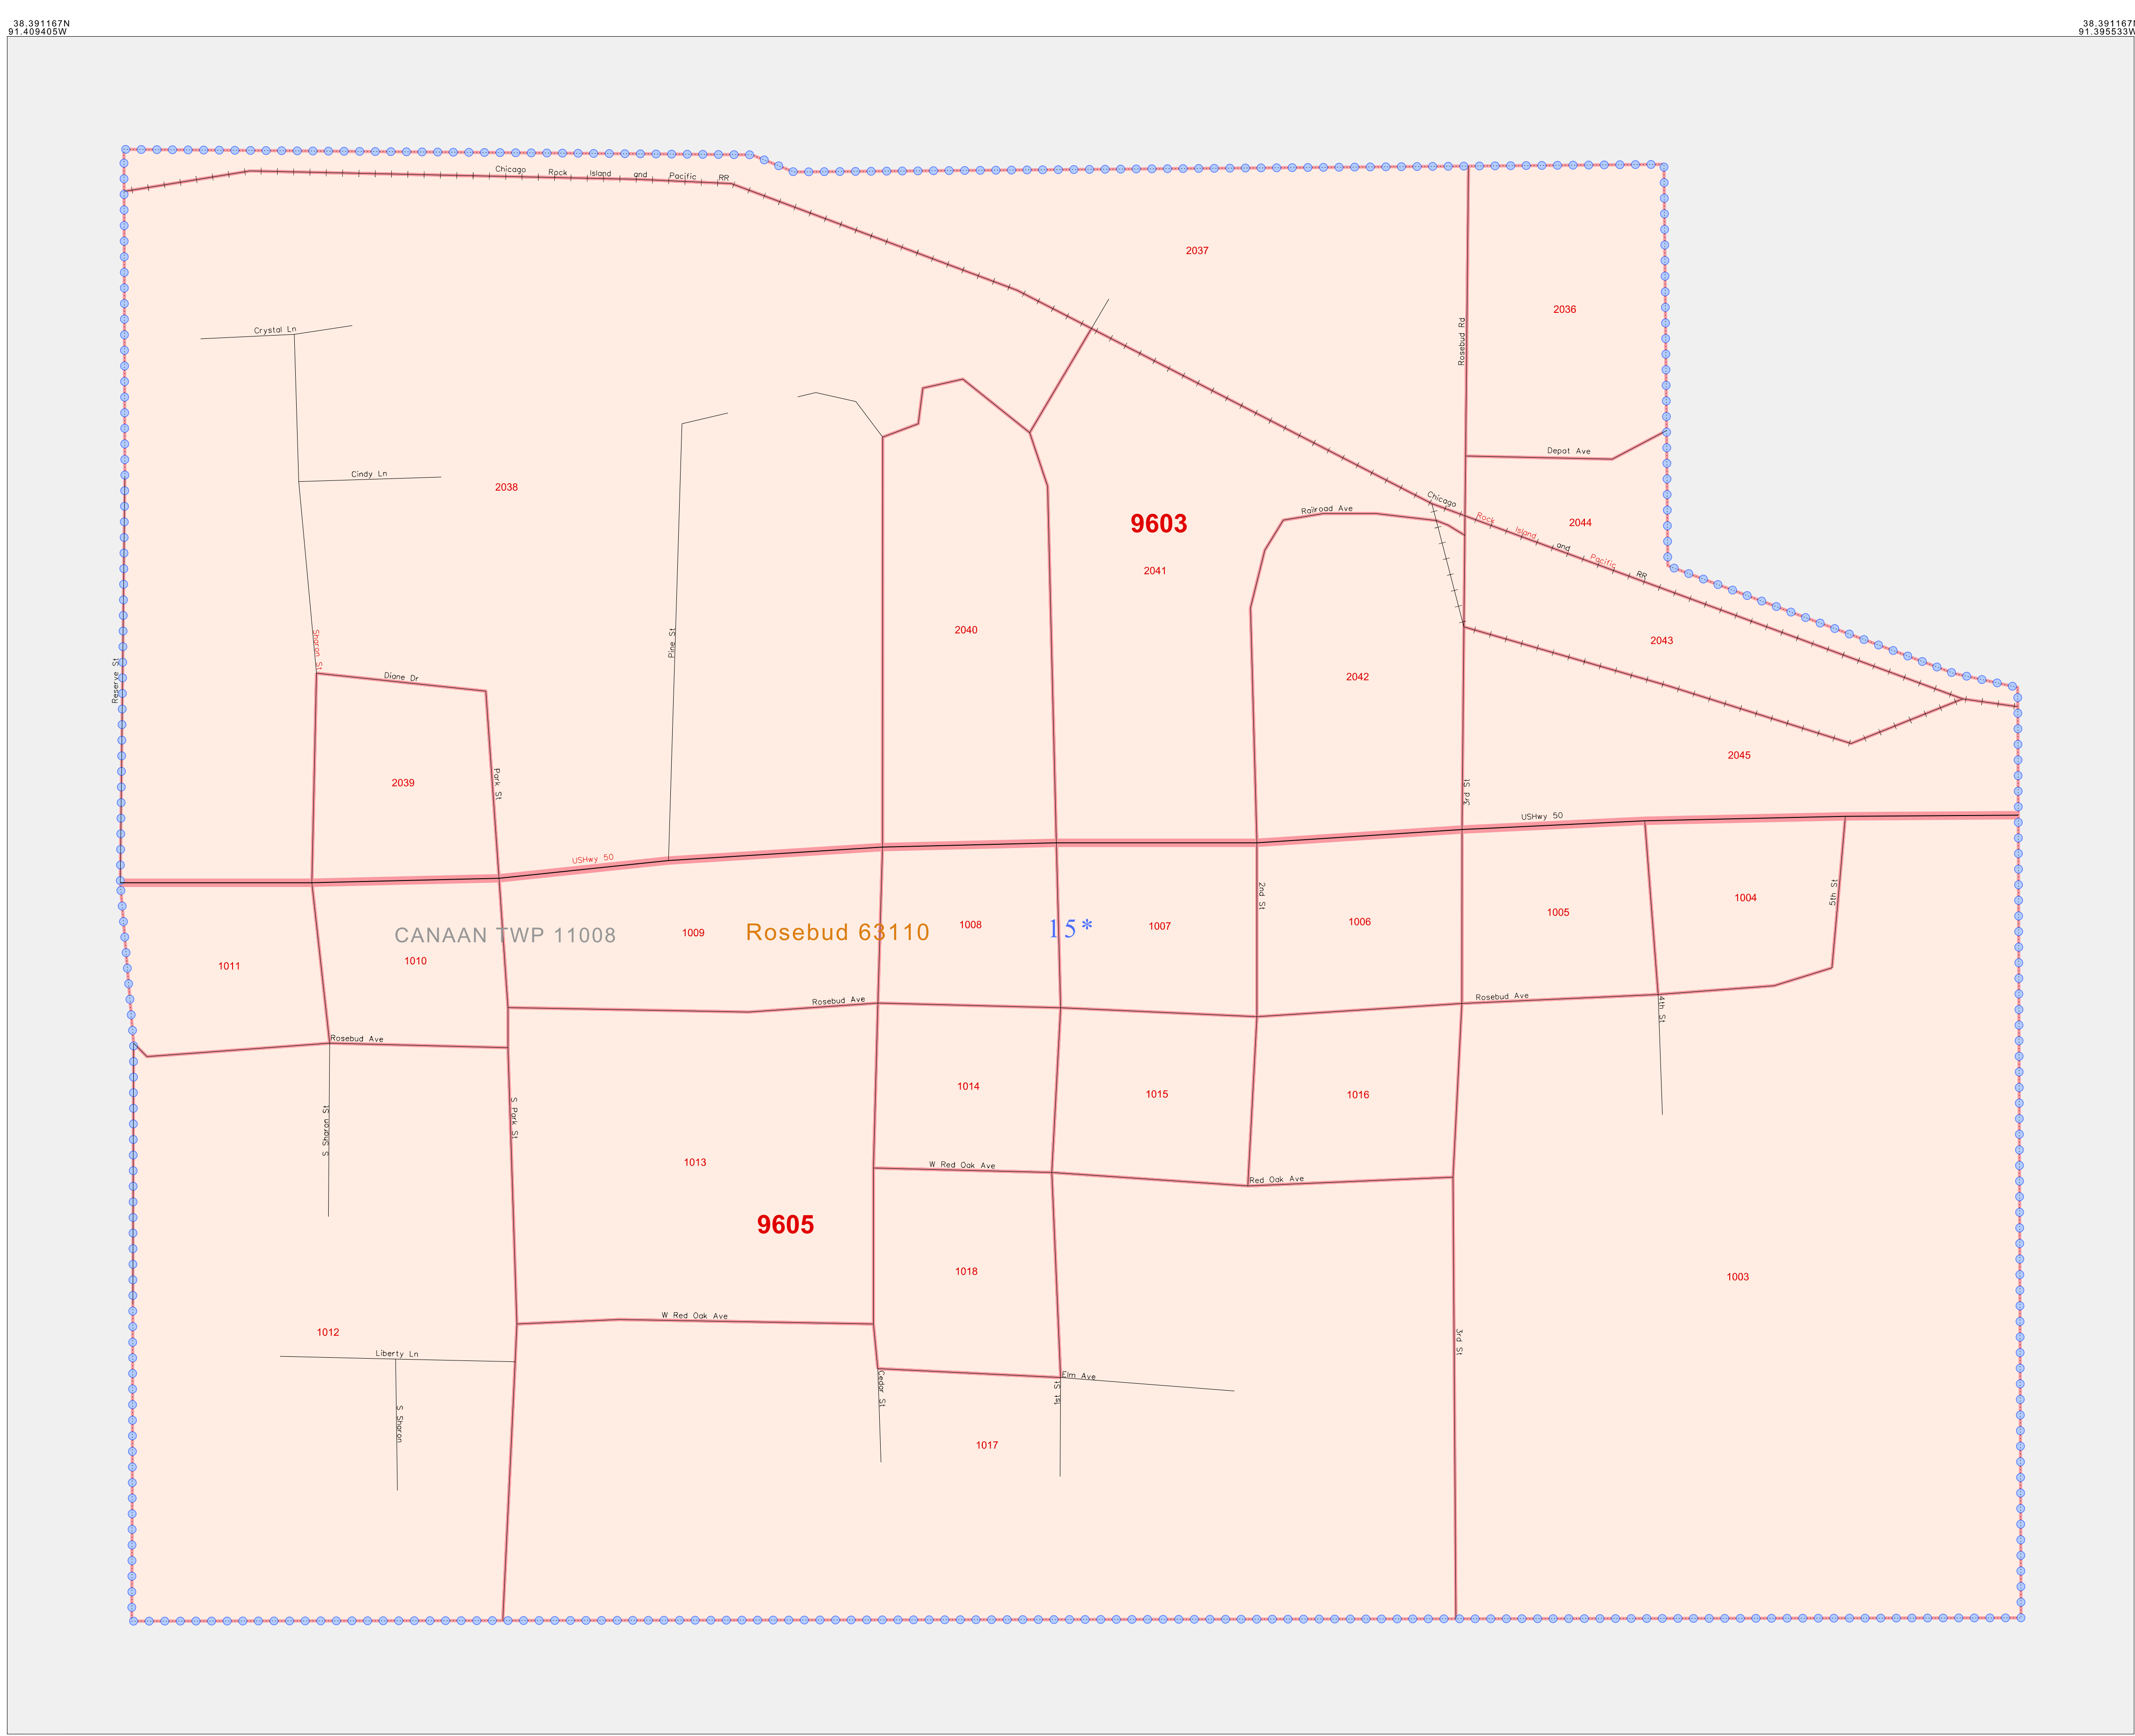 38.391167N
91.409405W
38.391167N
91.395533W
Chicago Rock Island and Pacific RR
2037
2036
Rosebud Rd
Crystal Ln
Depot Ave
Cindy Ln
2038
Chicago Rock Island and Pacific RR
Railroad Ave
9603
2044
2041
2040
Sharon St
Pine St
2043
Reserve St
Diane Dr
2042
2045
2039
Park St
3rd St
USHwy 50
USHwy 50
2nd St
5th St
1004
1005
CANAAN TWP 11008
1009
Rosebud 63110
1008
15*
1007
1006
1011
1010
Rosebud Ave
Rosebud Ave
4th St
Rosebud Ave
1014
1015
1016
S Sharon St
S Park St
1013
W Red Oak Ave
Red Oak Ave
9605
1018
1003
W Red Oak Ave
1012
3rd St
Liberty Ln
Cedar St
1st St
Elm Ave
S Sharon
1017